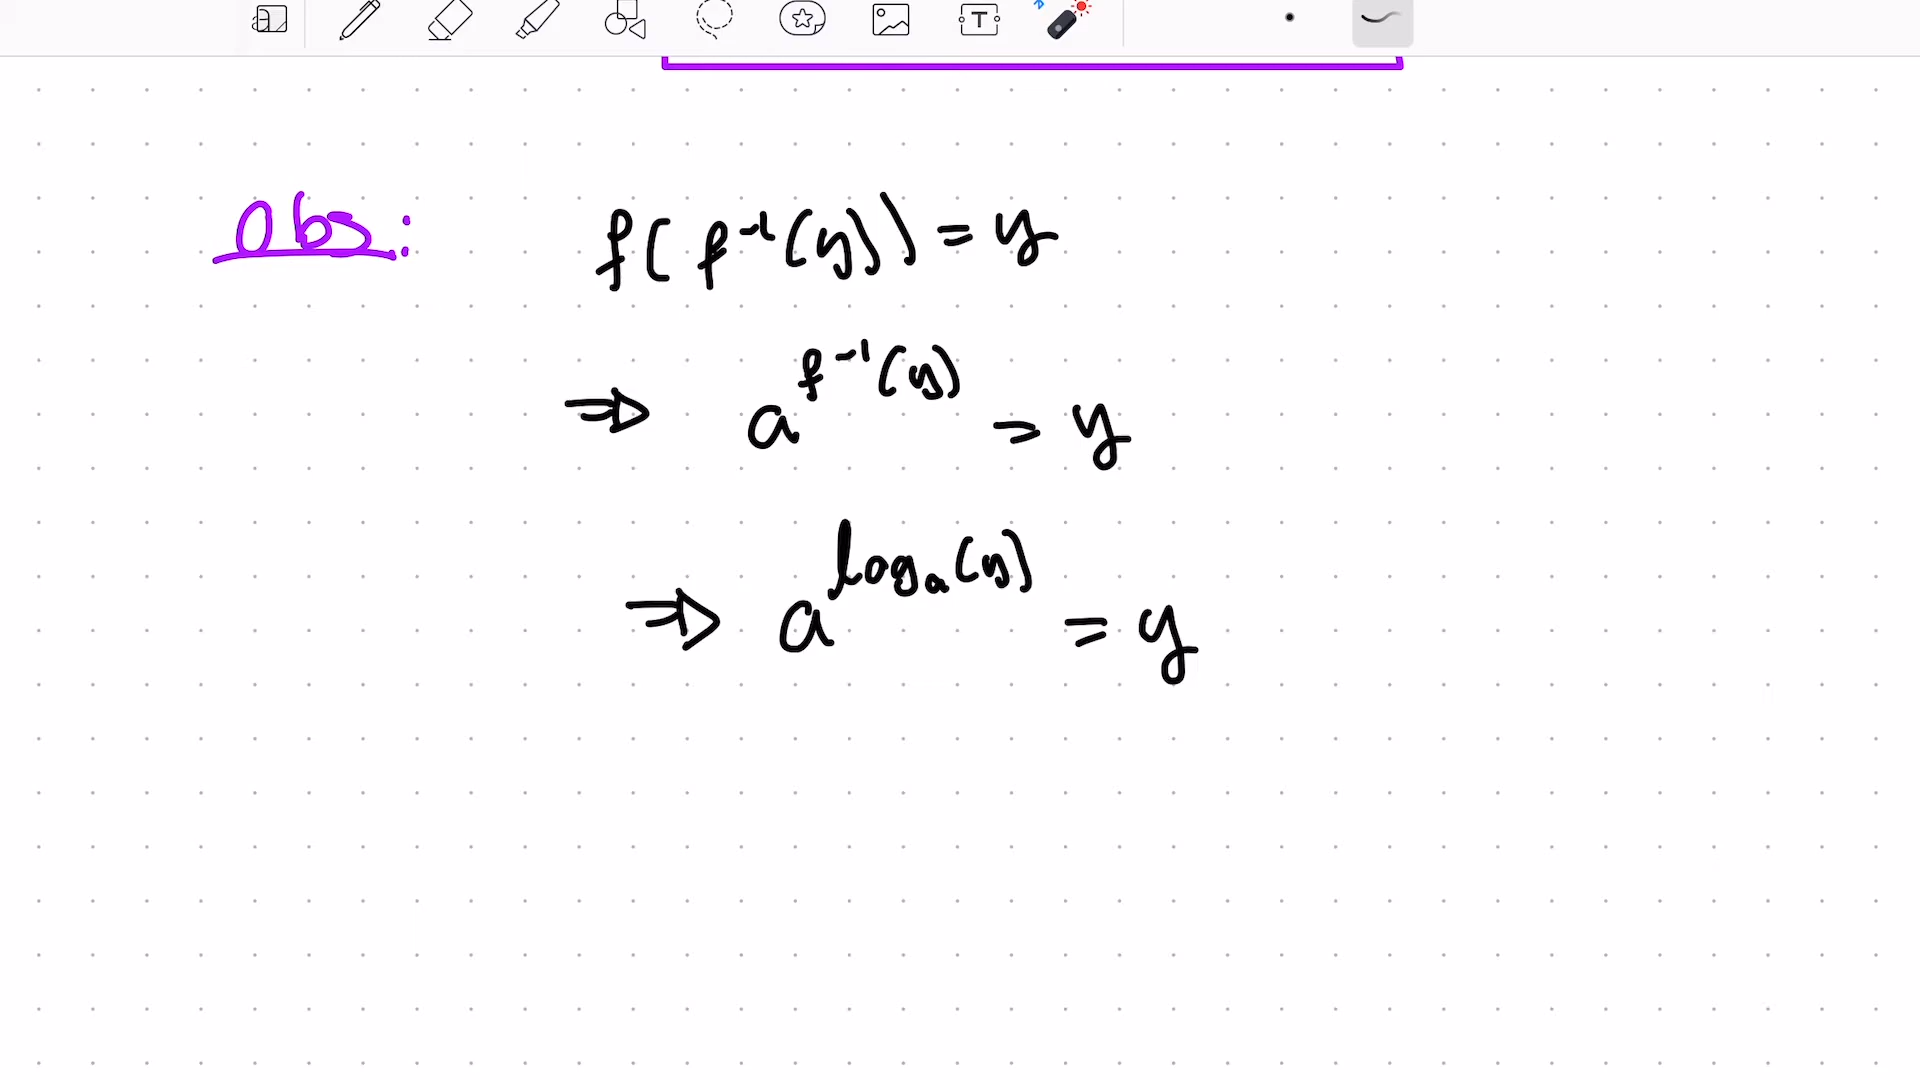 Obs:
f(f⁻¹(y)) = y
⇒ a^{f⁻¹(y)} = y
⇒ a^{logₐ(y)} = y